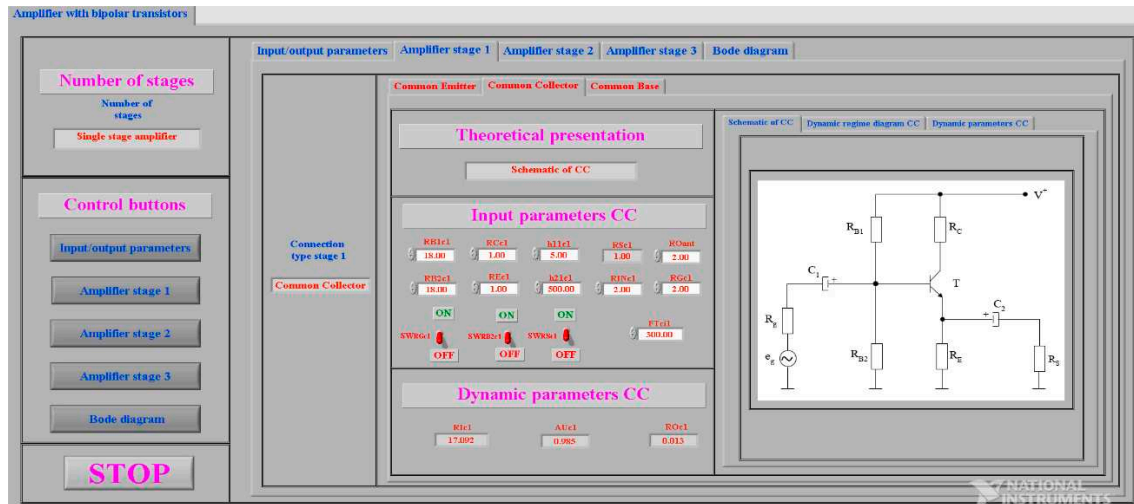 Amplifier with bipolar transistors
Number of stages
Number of
stages
Single stage amplifier
Control buttons
Input/output parameters
Amplifier stage 1
Amplifier stage 2
Amplifier stage 3
Bode diagram
STOP
Input/output parameters Amplifier stage 1 Amplifier stage 2 Amplifier stage 3 Bode diagram
Connection
type stage 1
Common Collector
Common Emitter Common Collector Common Base
Theoretical presentation
Schematic of CC
Input parameters CC
RB1c1 RCc1 h11c1 RSc1 ROunt
18.00 1.00 5.00 1.00 2.00
RB2c1 REc1 h21c1 RINc1 RGc1
18.00 1.00 500.00 2.00 2.00
ON ON ON
SWRGc1 SWRB2c1 SWRSc1
OFF OFF OFF
300.00
Dynamic parameters CC
RIc1 AUc1 ROc1
17.092 0.985 0.013
Schematic of CC Dynamic regime diagram CC Dynamic parameters CC
V+
RB1 RC
C1
T
C2
Rg
+
+
eg RB2 RE RS
NATIONAL
INSTRUMENTS